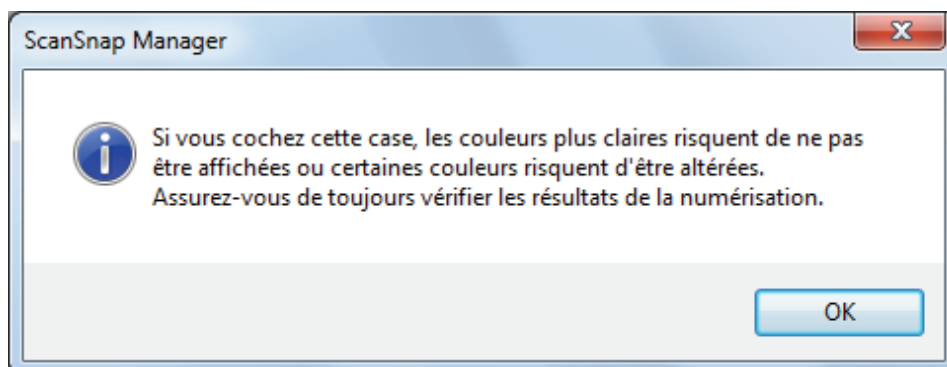 ScanSnap Manager
Si vous cochez cette case, les couleurs plus claires risquent de ne pas
être affichées ou certaines couleurs risquent d'être altérées.
Assurez-vous de toujours vérifier les résultats de la numérisation.
OK